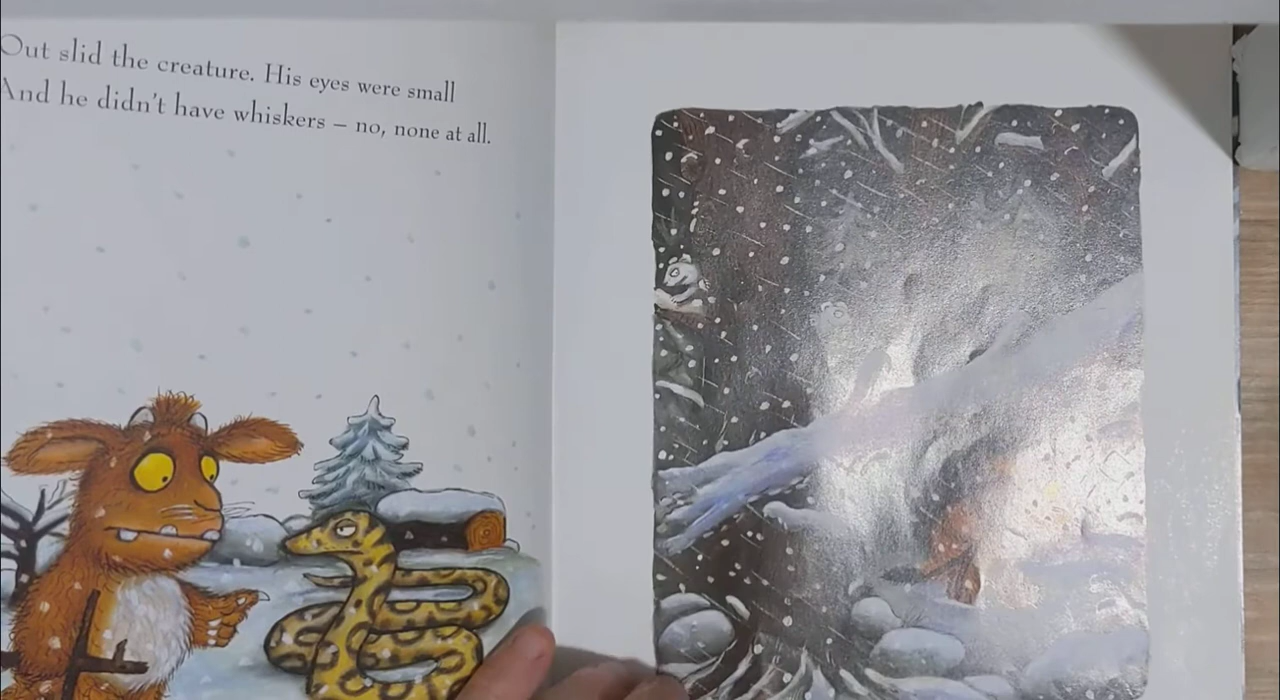 Out slid the creature. His eyes were small
And he didn't have whiskers – no, none at all.